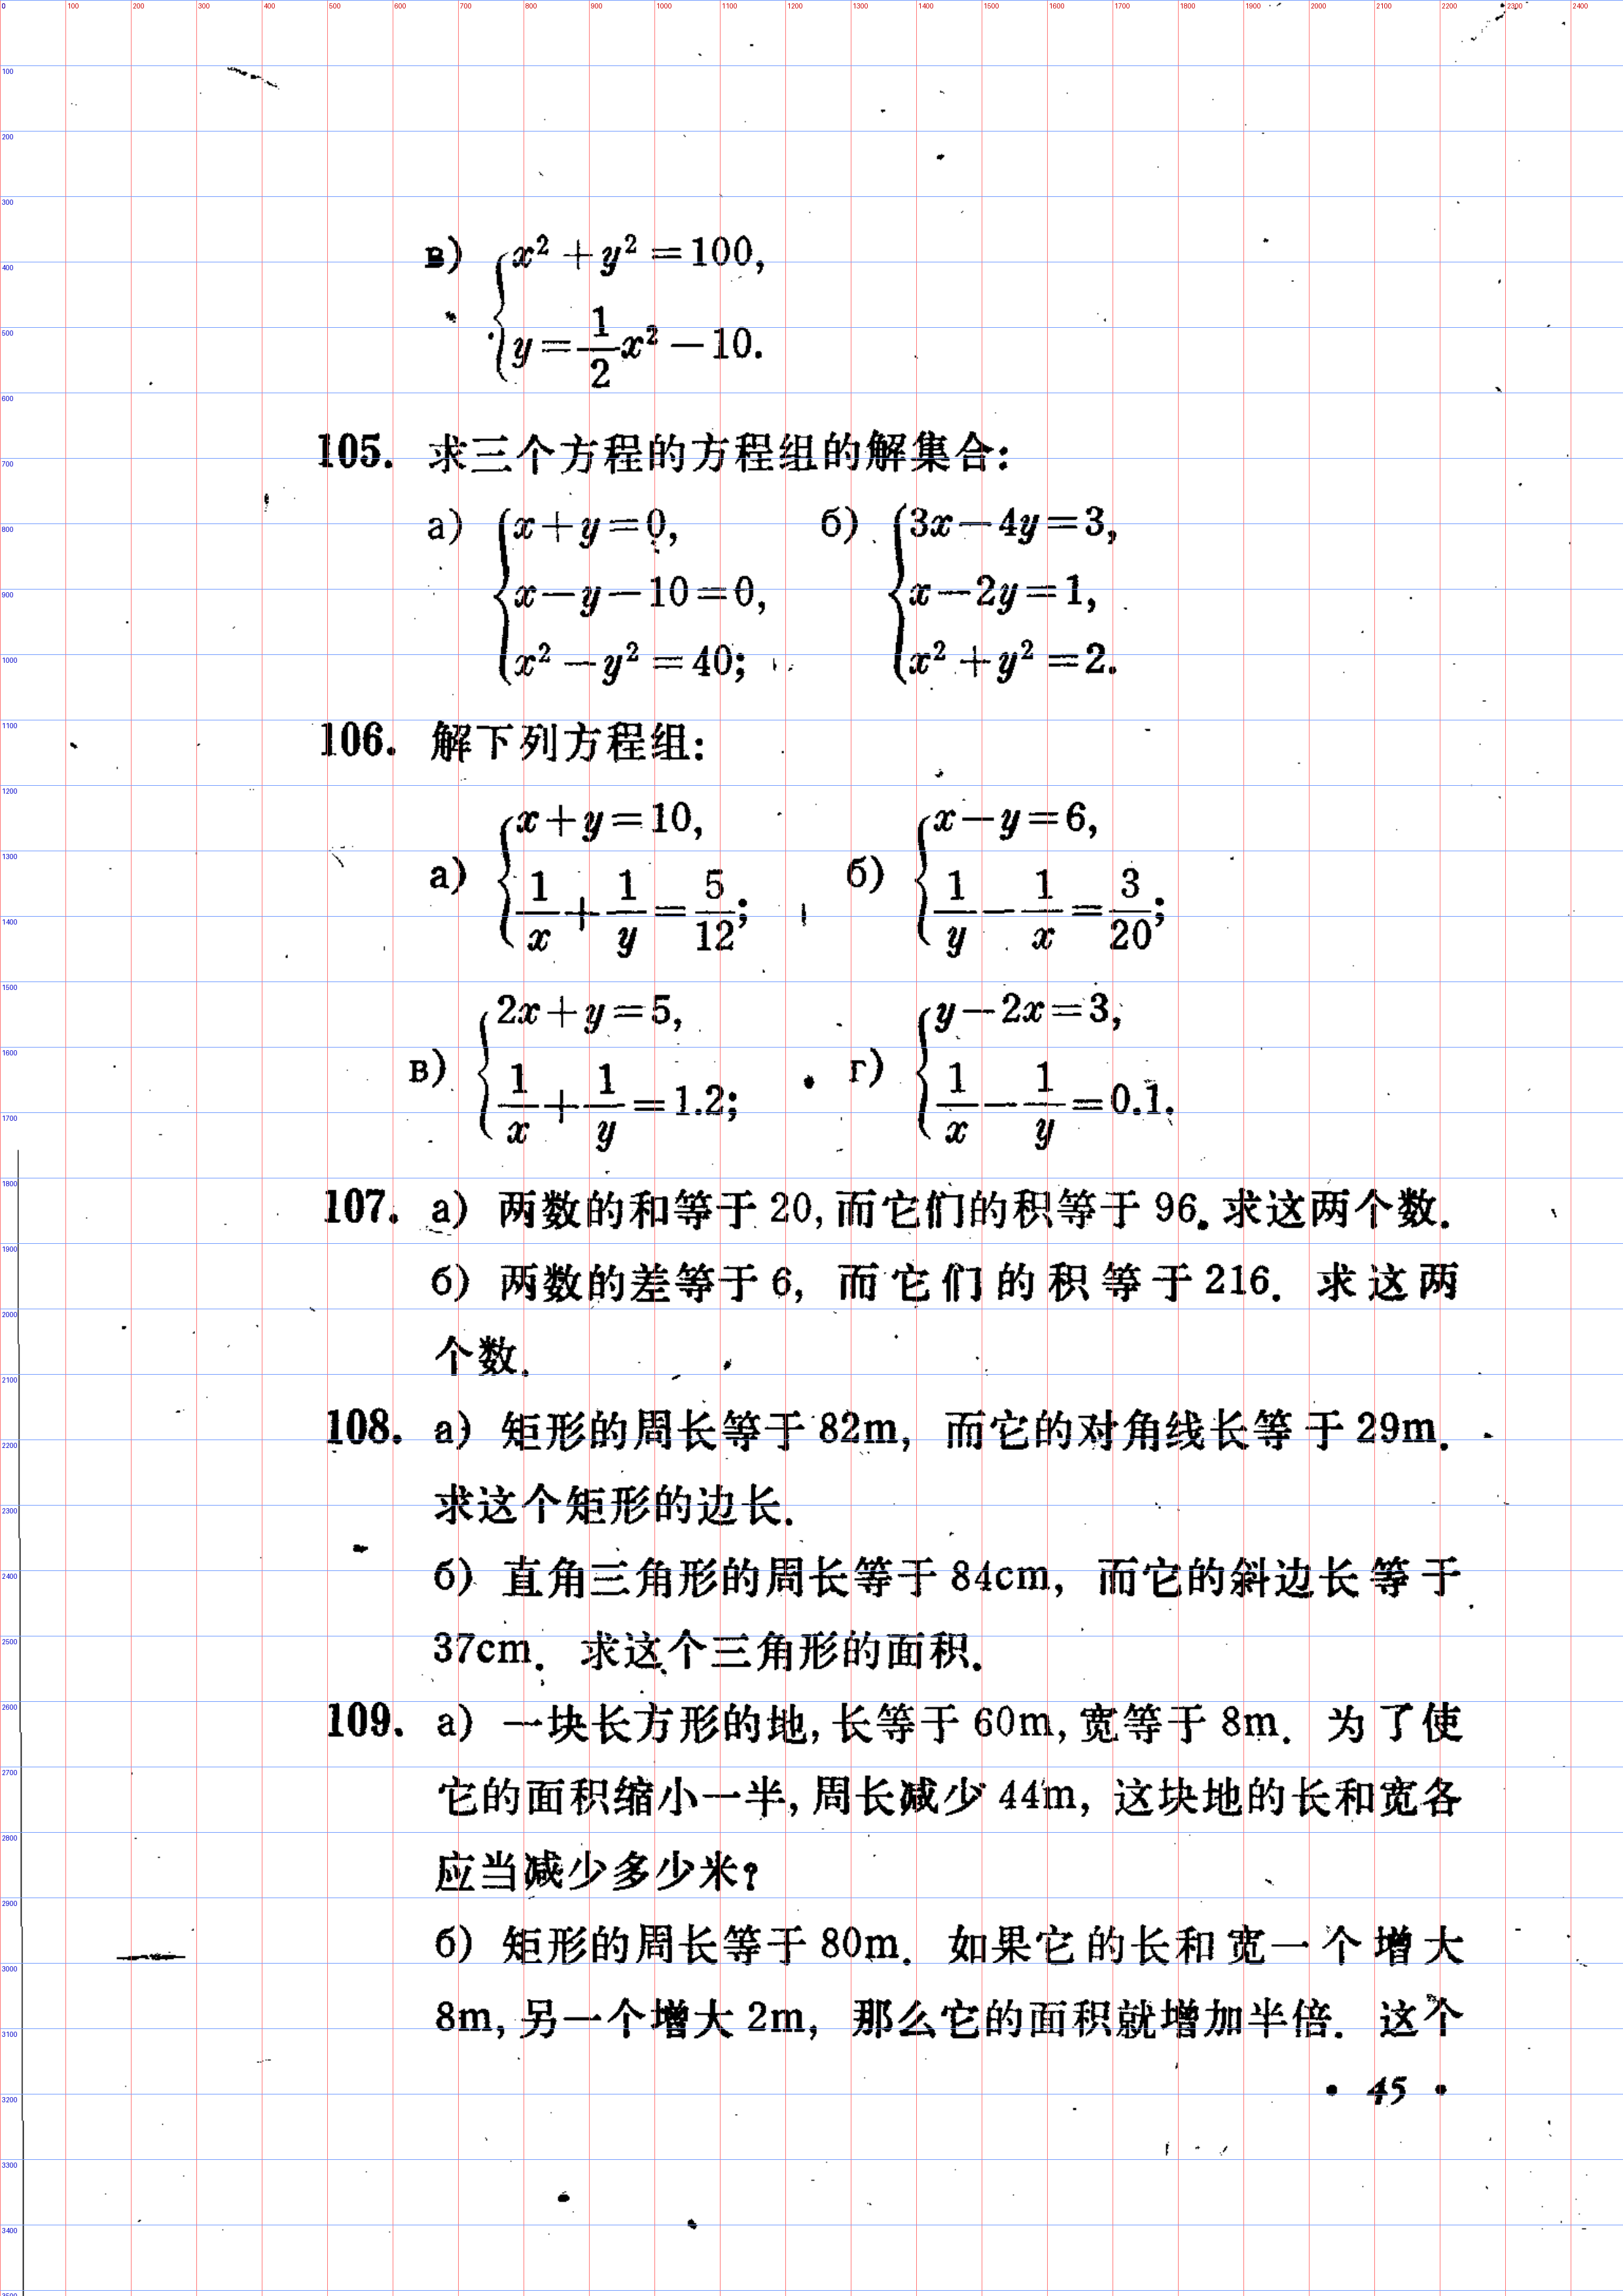 в) { x² + y² = 100,
y = 1/2 x² − 10.
105. 求三个方程的方程组的解集合:
а) { x + y = 0, б) { 3x − 4y = 3,
x − y − 10 = 0, x − 2y = 1,
x² − y² = 40; x² + y² = 2.
106. 解下列方程组:
а) { x + y = 10, б) { x − y = 6,
1/x + 1/y = 5/12; 1/y − 1/x = 3/20;
в) { 2x + y = 5, г) { y − 2x = 3,
1/x + 1/y = 1.2; 1/x − 1/y = 0.1.
107. а) 两数的和等于 20, 而它们的积等于 96. 求这两个数.
б) 两数的差等于 6, 而它们的积等于 216. 求这两
个数.
108. а) 矩形的周长等于 82m, 而它的对角线长等于 29m.
求这个矩形的边长.
б) 直角三角形的周长等于 84cm, 而它的斜边长等于
37cm. 求这个三角形的面积.
109. а) 一块长方形的地, 长等于 60m, 宽等于 8m. 为了使
它的面积缩小一半, 周长减少 44m, 这块地的长和宽各
应当减少多少米?
б) 矩形的周长等于 80m. 如果它的长和宽一个增大
8m, 另一个增大 2m, 那么它的面积就增加半倍. 这个
• 45 •